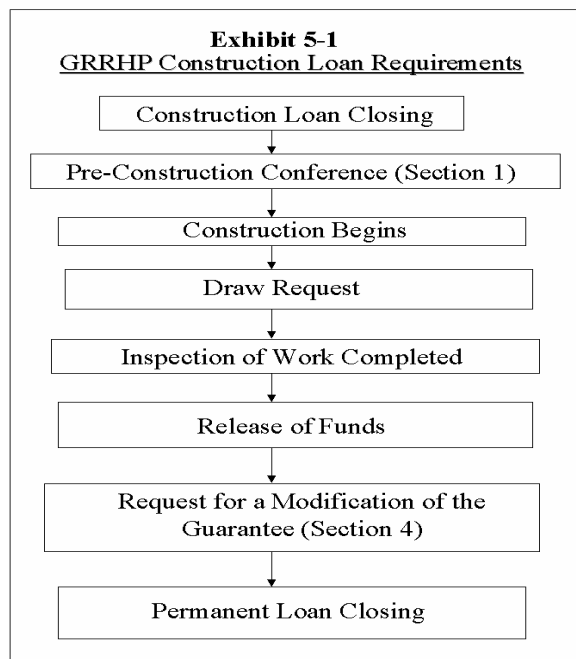 Exhibit 5-1
GRRHP Construction Loan Requirements
Construction Loan Closing
Pre-Construction Conference (Section 1)
Construction Begins
Draw Request
Inspection of Work Completed
Release of Funds
Request for a Modification of the
Guarantee (Section 4)
Permanent Loan Closing